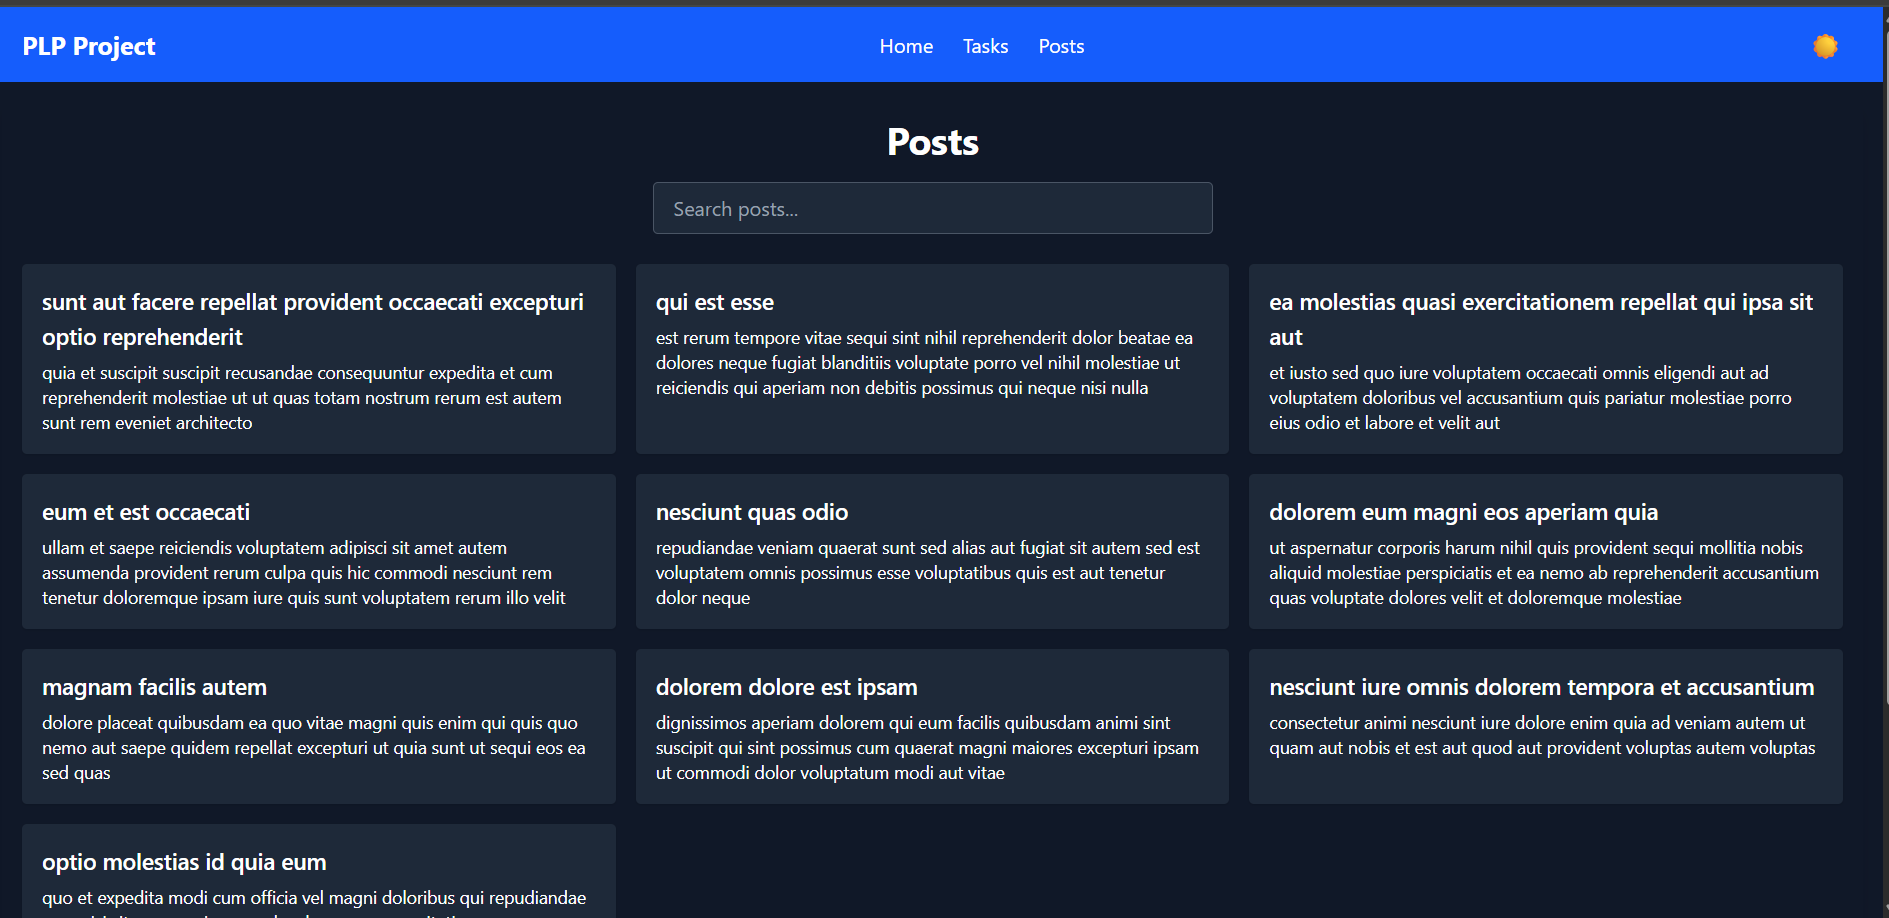 PLP Project
Home Tasks Posts
Posts
Search posts...
sunt aut facere repellat provident occaecati excepturi
optio reprehenderit
quia et suscipit suscipit recusandae consequuntur expedita et cum
reprehenderit molestiae ut ut quas totam nostrum rerum est autem
sunt rem eveniet architecto
qui est esse
est rerum tempore vitae sequi sint nihil reprehenderit dolor beatae ea
dolores neque fugiat blanditiis voluptate porro vel nihil molestiae ut
reiciendis qui aperiam non debitis possimus qui neque nisi nulla
ea molestias quasi exercitationem repellat qui ipsa sit
aut
et iusto sed quo iure voluptatem occaecati omnis eligendi aut ad
voluptatem doloribus vel accusantium quis pariatur molestiae porro
eius odio et labore et velit aut
eum et est occaecati
ullam et saepe reiciendis voluptatem adipisci sit amet autem
assumenda provident rerum culpa quis hic commodi nesciunt rem
tenetur doloremque ipsam iure quis sunt voluptatem rerum illo velit
nesciunt quas odio
repudiandae veniam quaerat sunt sed alias aut fugiat sit autem sed est
voluptatem omnis possimus esse voluptatibus quis est aut tenetur
dolor neque
dolorem eum magni eos aperiam quia
ut aspernatur corporis harum nihil quis provident sequi mollitia nobis
aliquid molestiae perspiciatis et ea nemo ab reprehenderit accusantium
quas voluptate dolores velit et doloremque molestiae
magnam facilis autem
dolore placeat quibusdam ea quo vitae magni quis enim qui quis quo
nemo aut saepe quidem repellat excepturi ut quia sunt ut sequi eos ea
sed quas
dolorem dolore est ipsam
dignissimos aperiam dolorem qui eum facilis quibusdam animi sint
suscipit qui sint possimus cum quaerat magni maiores excepturi ipsam
ut commodi dolor voluptatum modi aut vitae
nesciunt iure omnis dolorem tempora et accusantium
consectetur animi nesciunt iure dolore enim quia ad veniam autem ut
quam aut nobis et est aut quod aut provident voluptas autem voluptas
optio molestias id quia eum
quo et expedita modi cum officia vel magni doloribus qui repudiandae